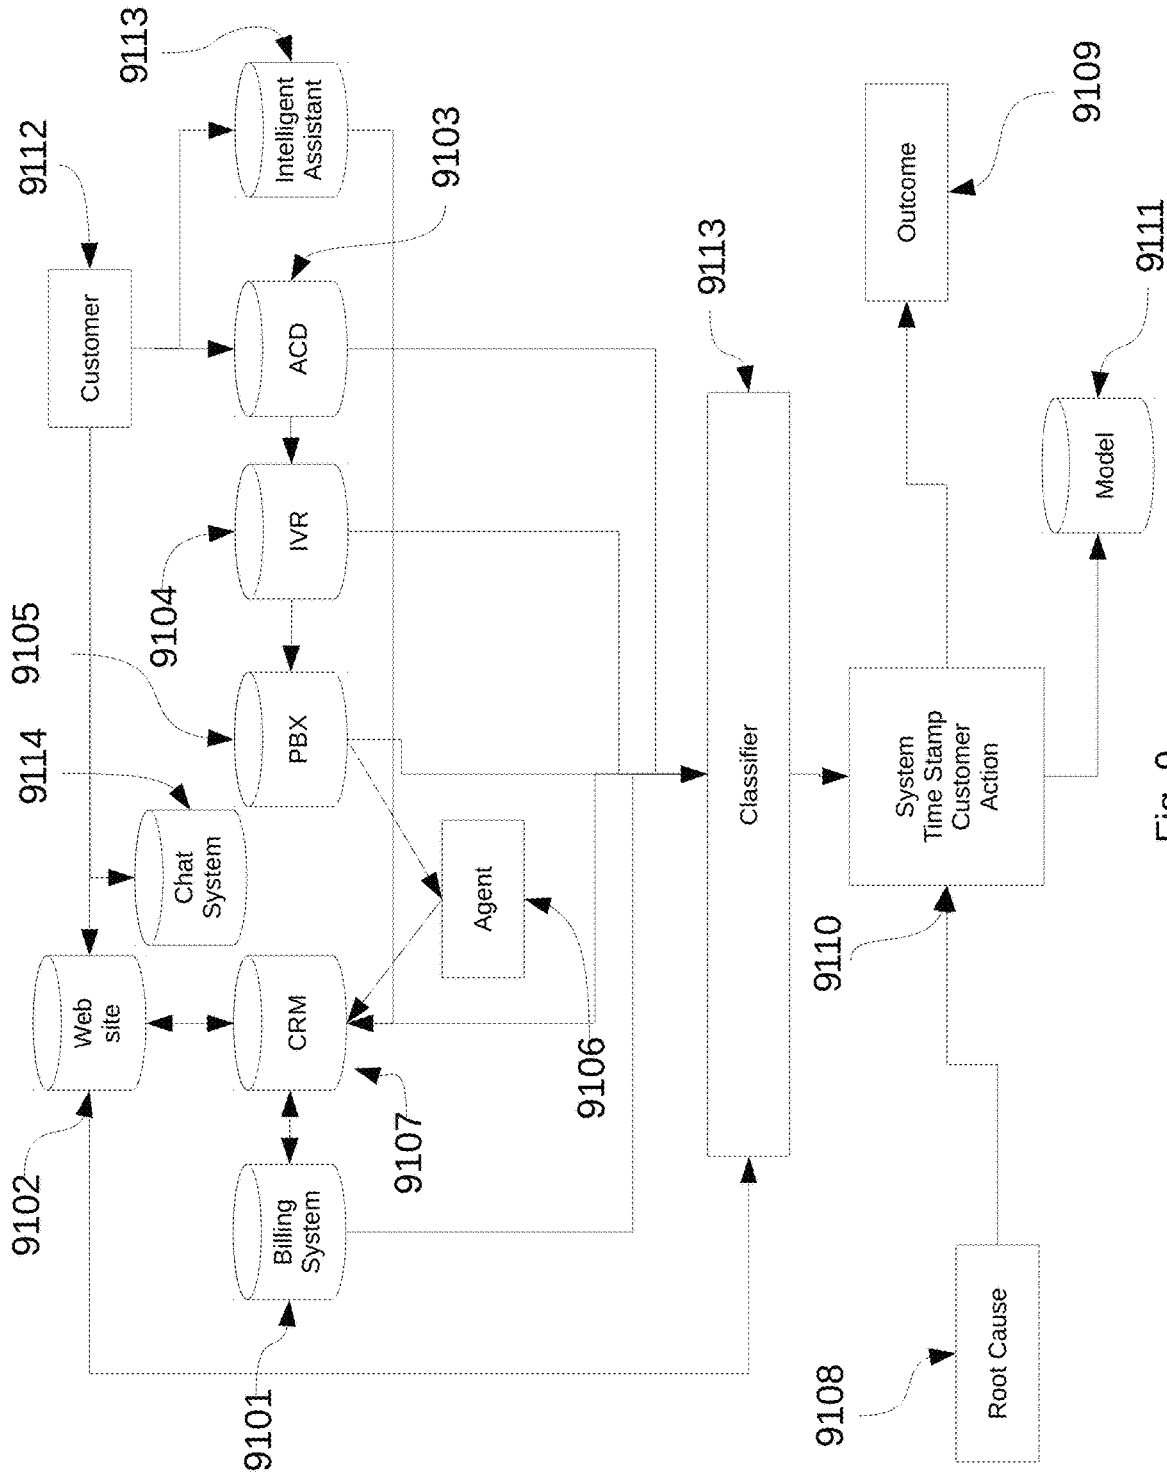 9102
9114
9105
9112
9113
Web
site
Chat
System
Customer
9101
9107
9104
9103
Billing
System
CRM
PBX
IVR
ACD
Intelligent
Assistant
9106
Agent
9113
Classifier
9108
9110
9109
System
Time Stamp
Customer
Action
Outcome
Root Cause
Model
9111